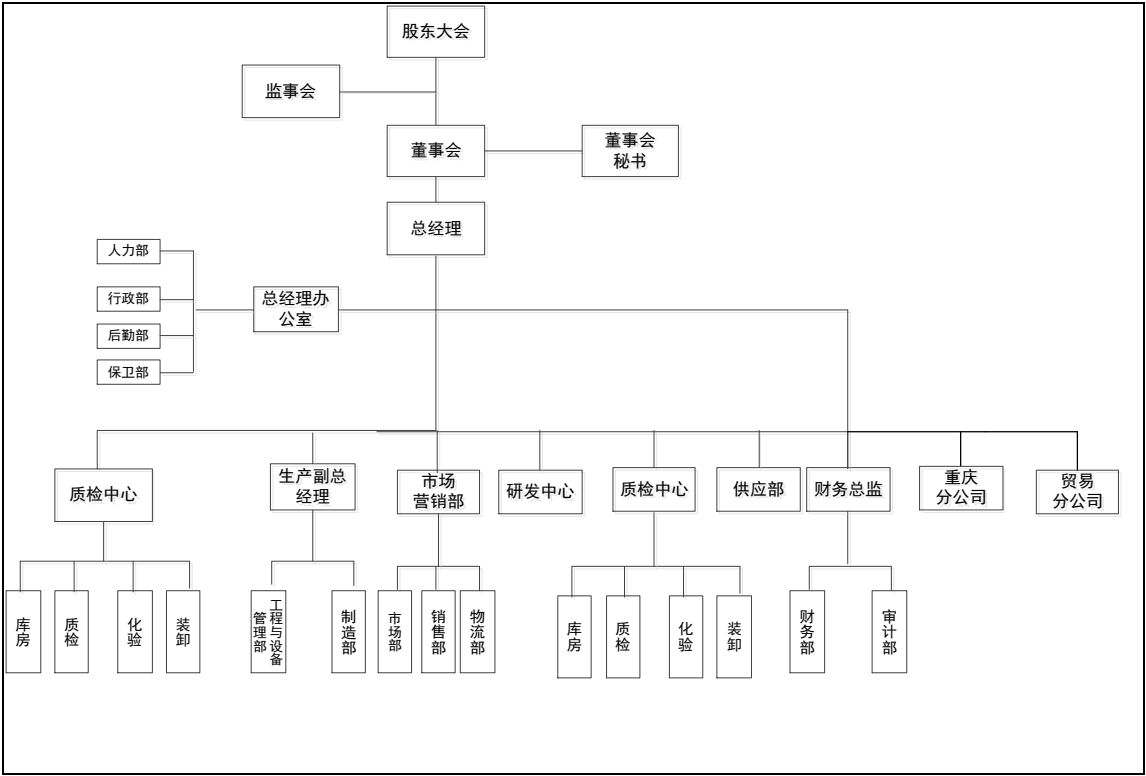 股东大会
监事会
董事会
董事会
秘书
总经理
人力部
行政部
后勤部
保卫部
总经理办
公室
质检中心
生产副总
经理
市场
营销部
研发中心
质检中心
供应部
财务总监
重庆
分公司
贸易
分公司
库房
质检
化验
装卸
工程与设备
管理部
制造部
市场部
销售部
物流部
库房
质检
化验
装卸
财务部
审计部